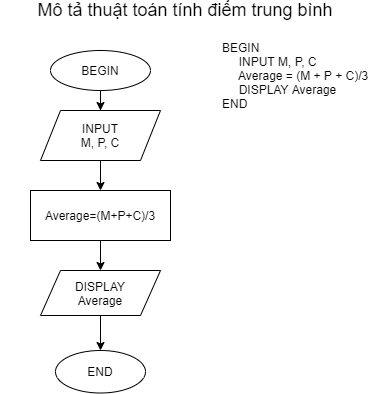 Mô tả thuật toán tính điểm trung bình
BEGIN
INPUT
M, P, C
Average=(M+P+C)/3
DISPLAY
Average
END
BEGIN
INPUT M, P, C
Average = (M + P + C)/3
DISPLAY Average
END